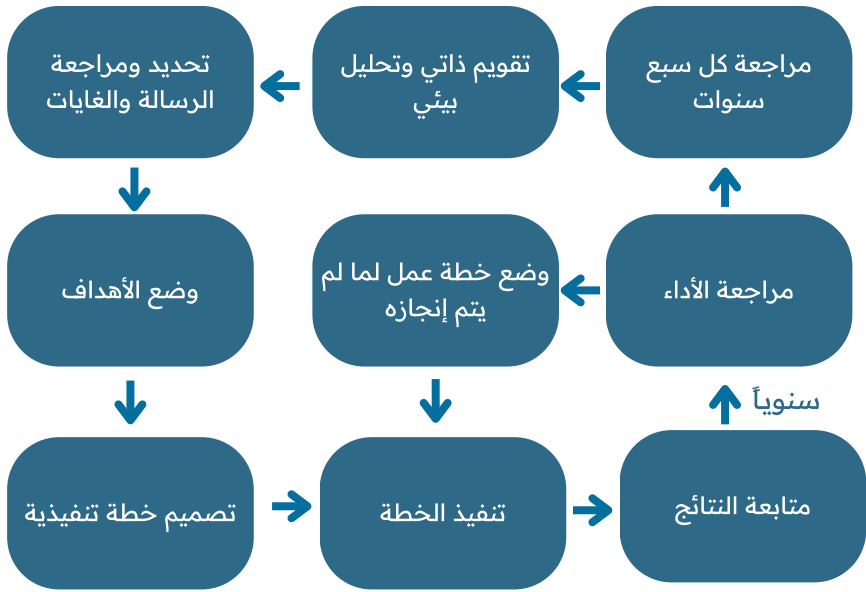 مراجعة كل سبع
سنوات
تقويم ذاتي وتحليل
بيئي
تحديد ومراجعة
الرسالة والغايات
مراجعة الأداء
وضع خطة عمل لما لم
يتم إنجازه
وضع الأهداف
سنوياً
متابعة النتائج
تنفيذ الخطة
تصميم خطة تنفيذية